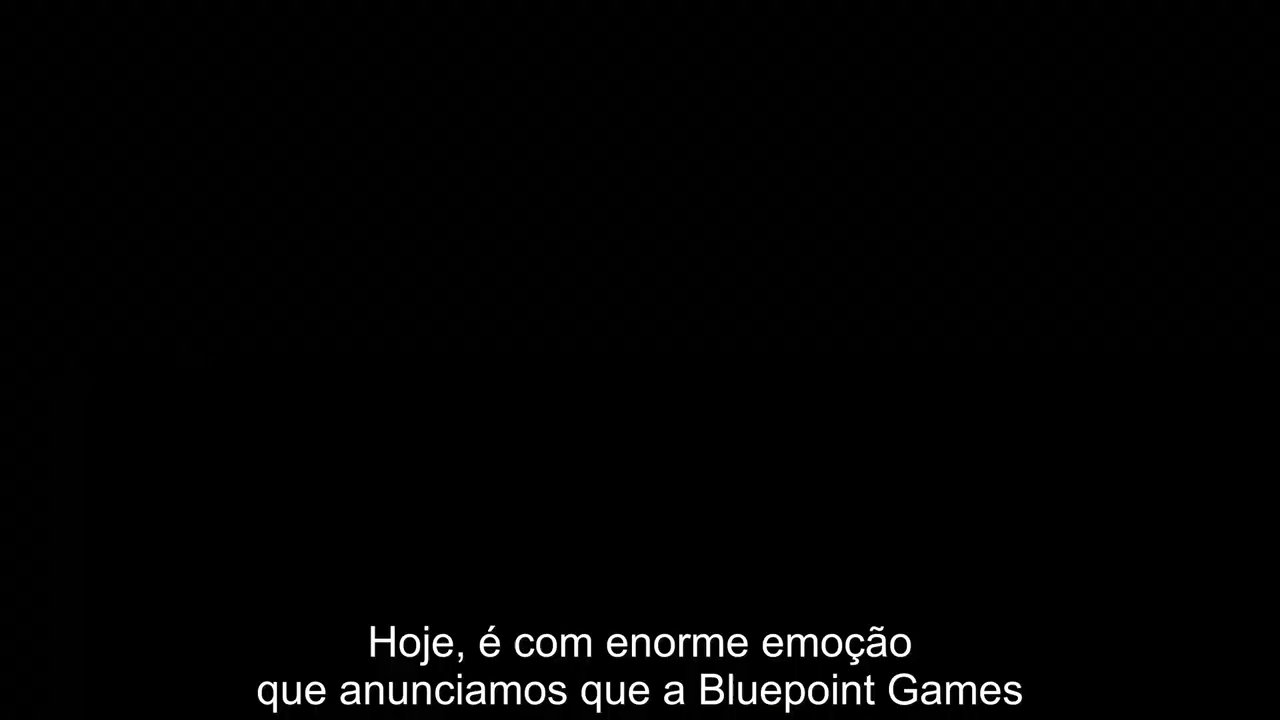 Hoje, é com enorme emoção
que anunciamos que a Bluepoint Games